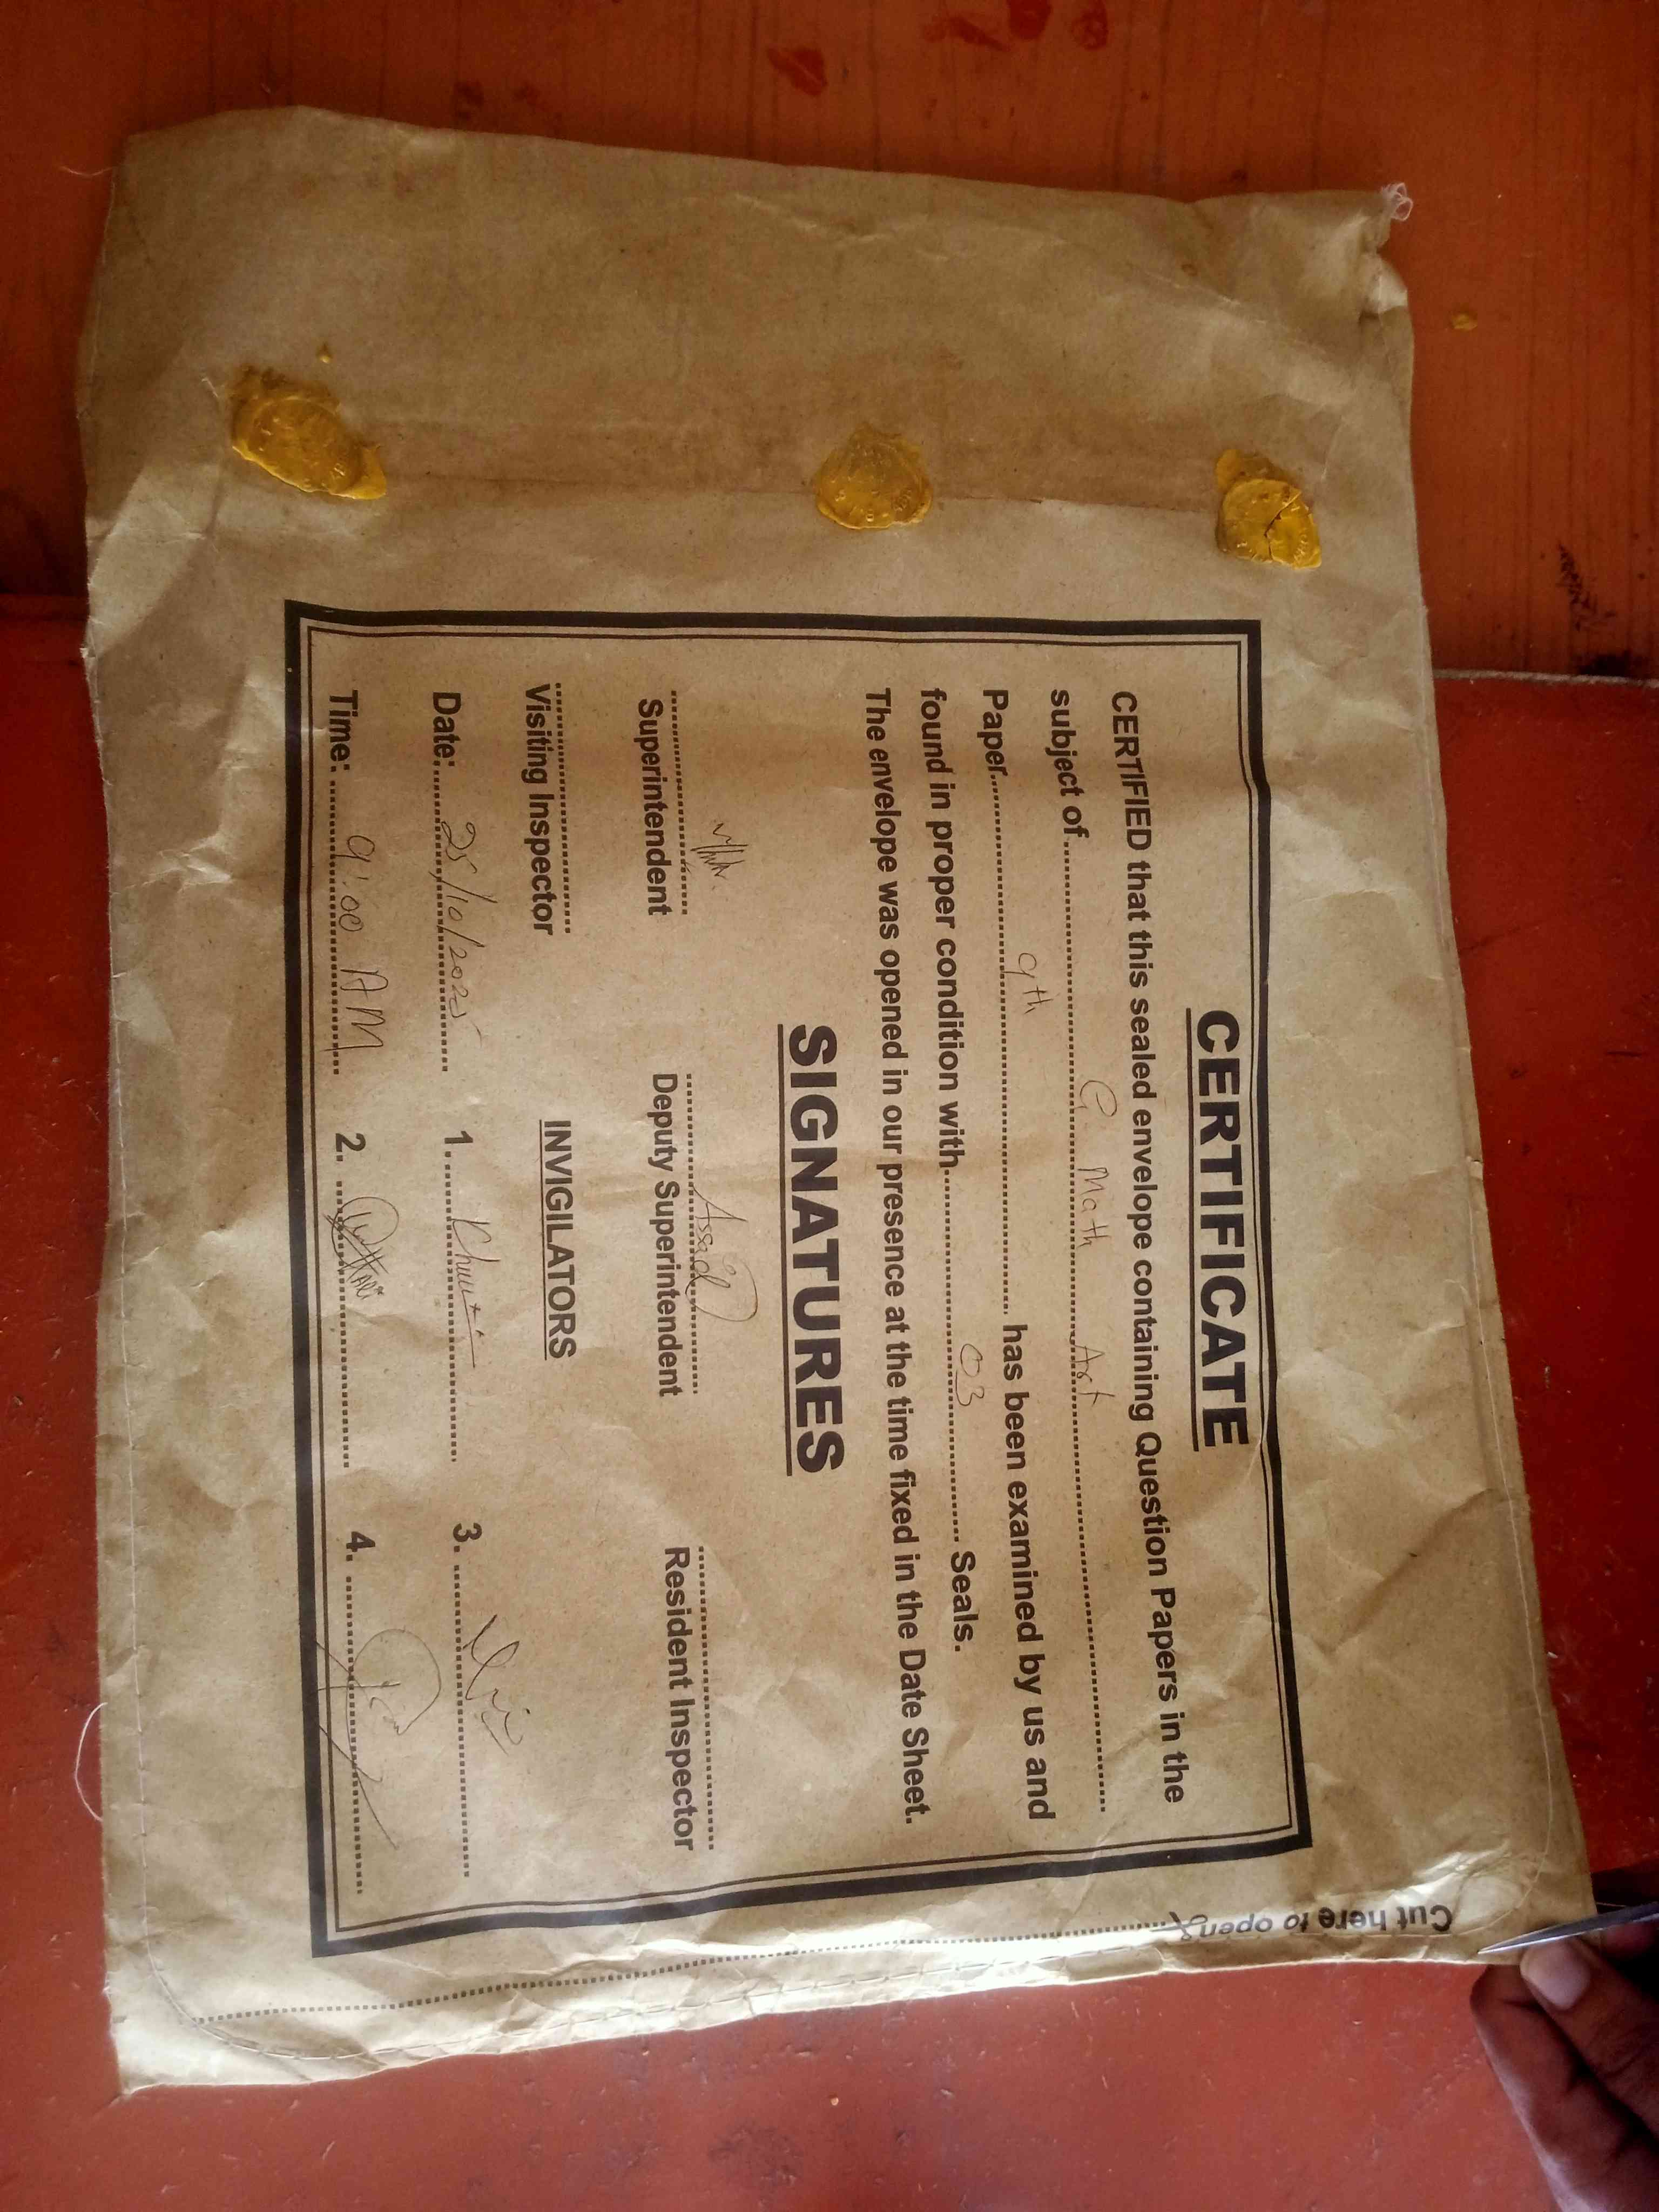 CERTIFICATE
CERTIFIED that this sealed envelope containing Question Papers in the
subject of G. Math Art
Paper 9th has been examined by us and
found in proper condition with 03 Seals.
The envelope was opened in our presence at the time fixed in the Date Sheet.
SIGNATURES
Asad
Superintendent Deputy Superintendent Resident Inspector
Visiting Inspector INVIGILATORS
Date: 25/10/2025 1. 3.
Time: 9:00 AM 2. 4.
Cut here to open